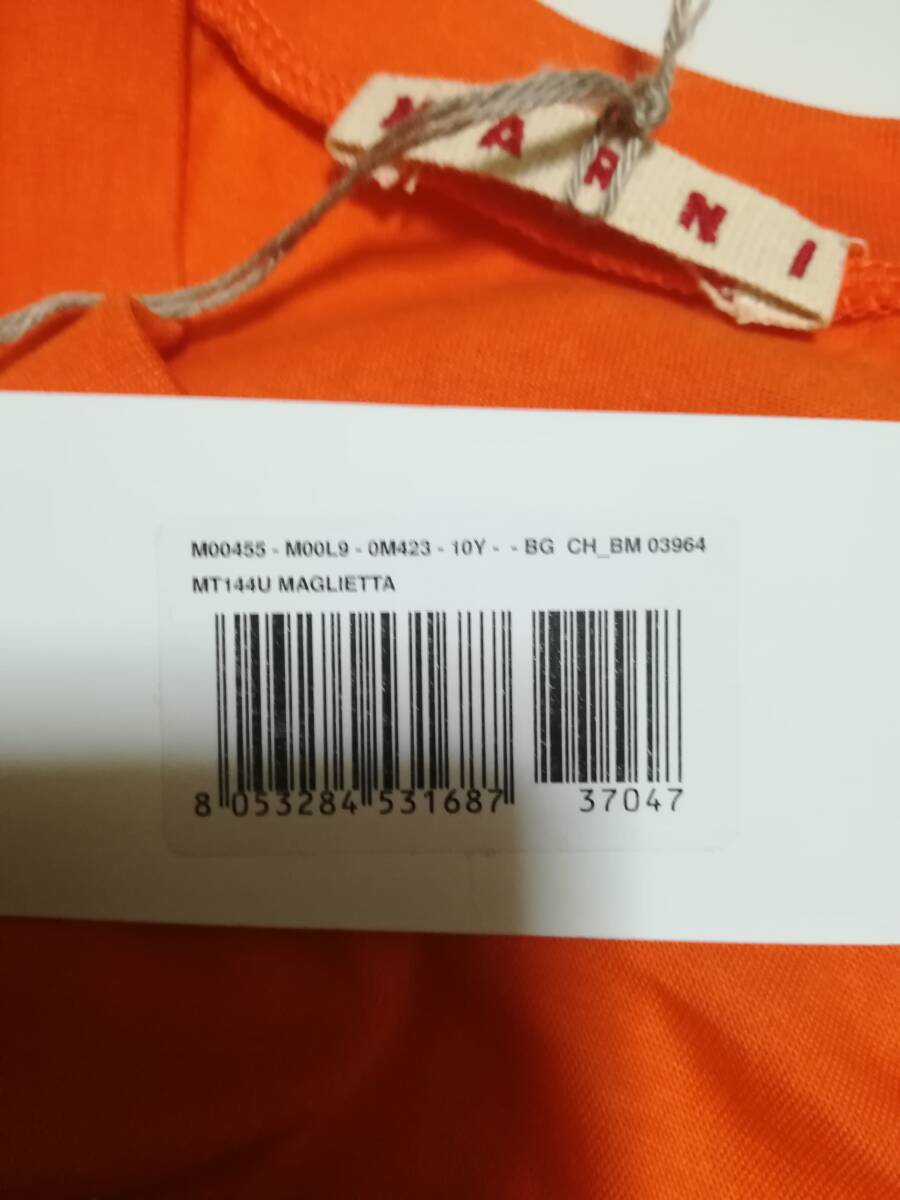 MARNI
M00455 - M00L9 - 0M423 - 10Y - - BG CH_BM 03964
MT144U MAGLIETTA
8 053284 531687 37047